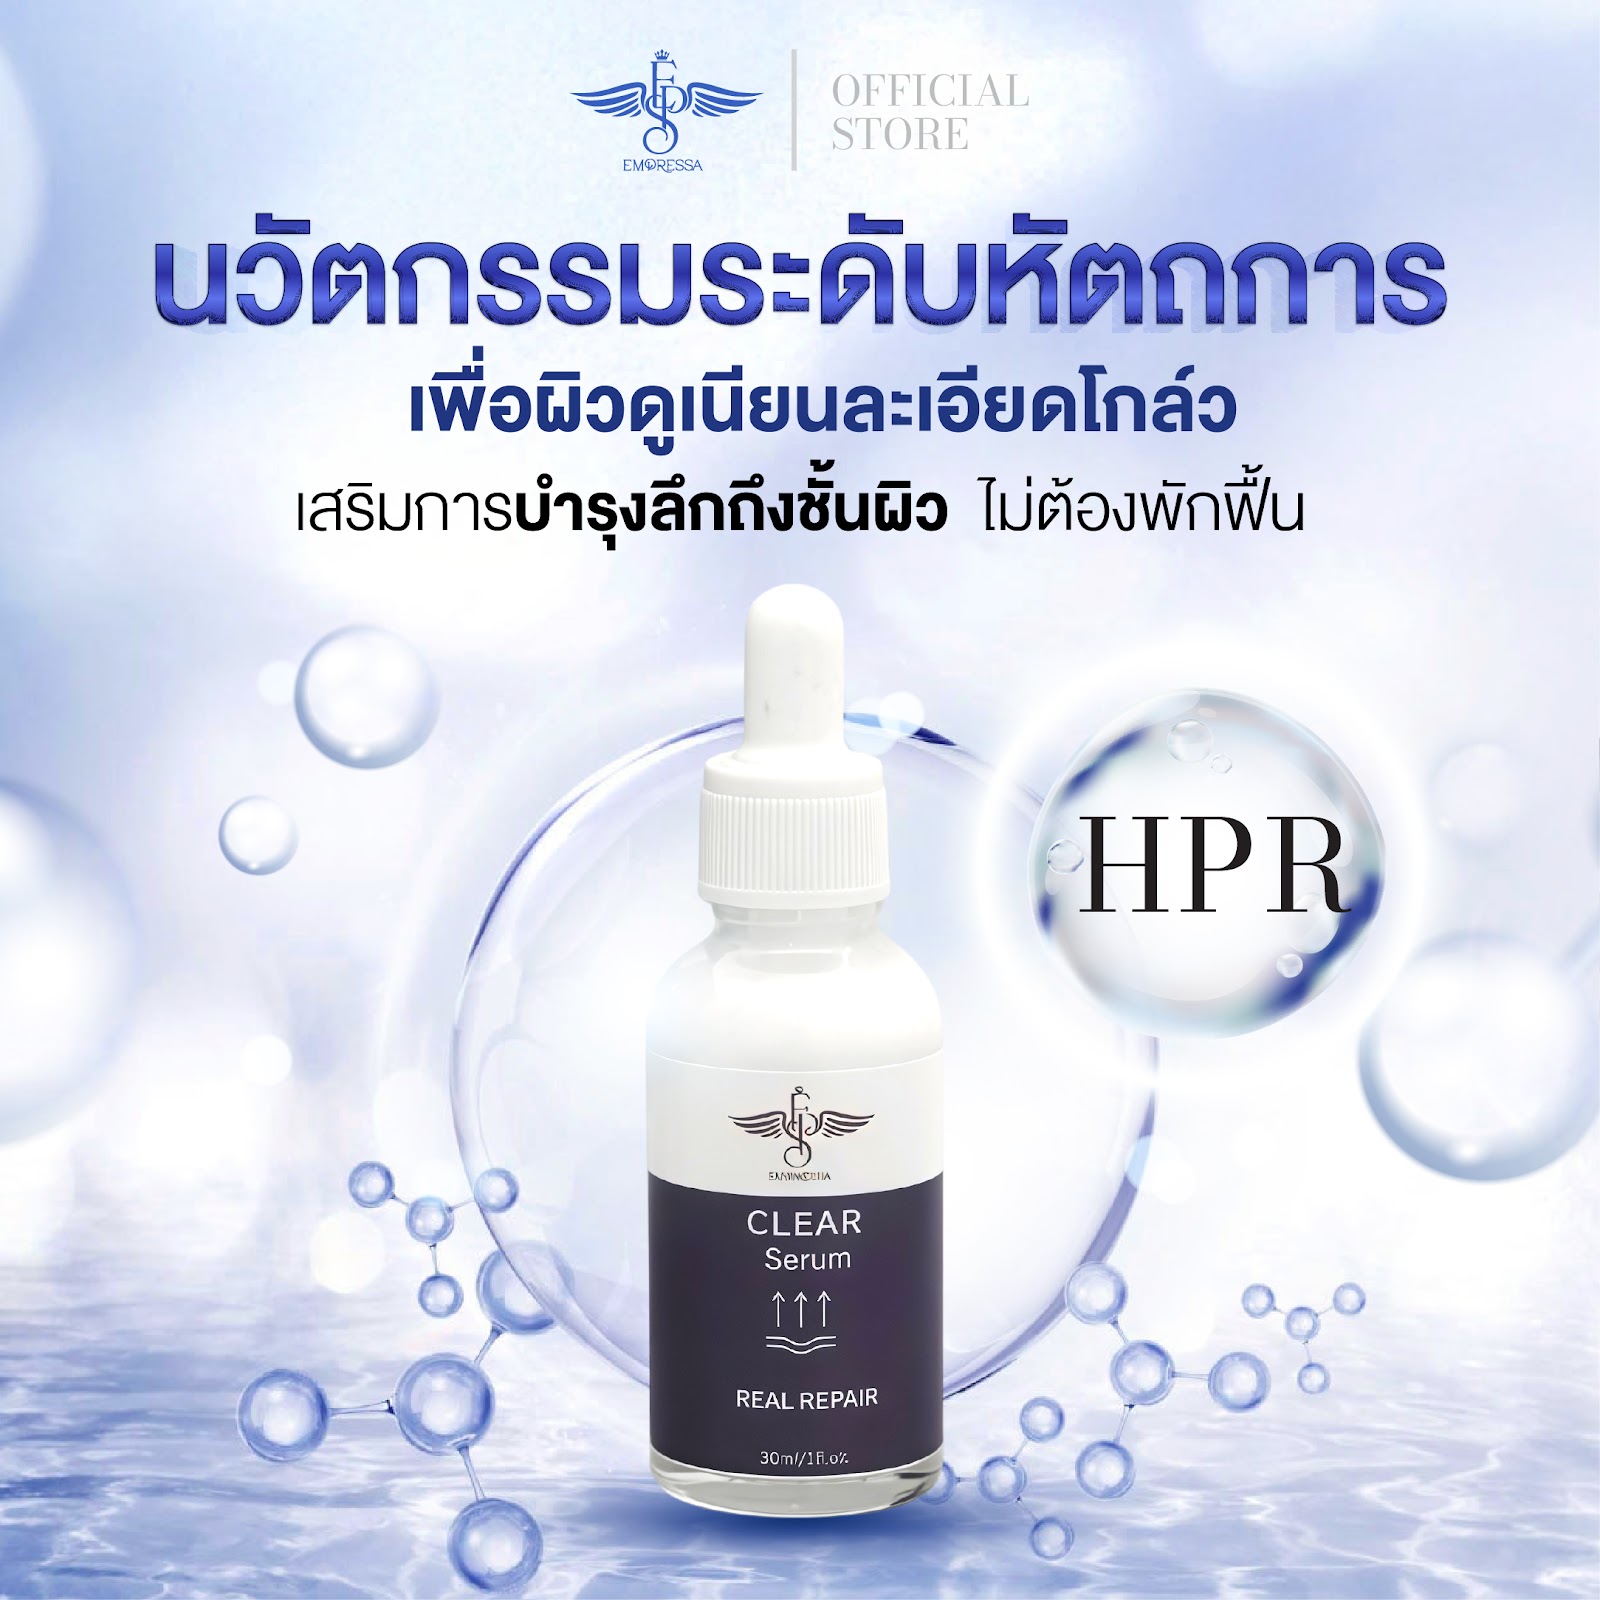 EMPRESSA
OFFICIAL
STORE
นวัตกรรมระดับหัตถการ
เพื่อผิวดูเนียนละเอียดโกล์ว
เสริมการบำรุงลึกถึงชั้นผิว ไม่ต้องพักฟื้น
HPR
CLEAR
Serum
REAL REPAIR